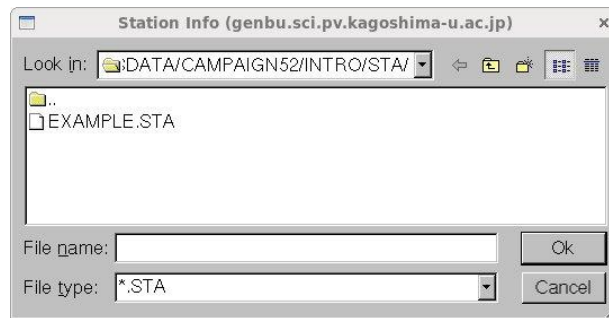 Station Info (genbu.sci.pv.kagoshima-u.ac.jp)
Look in: DATA/CAMPAIGN52/INTRO/STA/
..
EXAMPLE.STA
File name: Ok
File type: *.STA Cancel